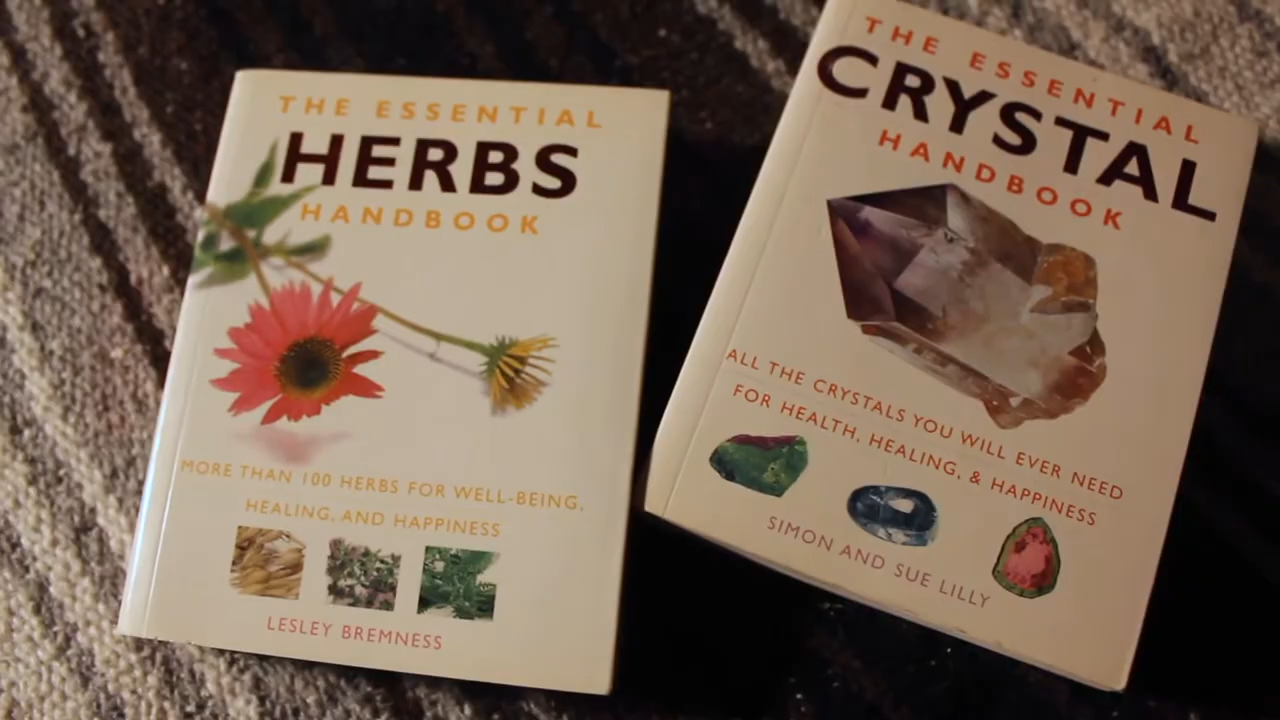 THE ESSENTIAL
HERBS
HANDBOOK
MORE THAN 100 HERBS FOR WELL-BEING,
HEALING, AND HAPPINESS
LESLEY BREMNESS
THE ESSENTIAL
CRYSTAL
HANDBOOK
ALL THE CRYSTALS YOU WILL EVER NEED
FOR HEALTH, HEALING, & HAPPINESS
SIMON AND SUE LILLY